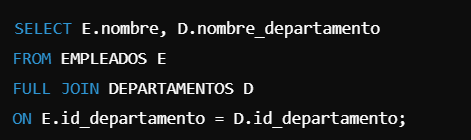 SELECT E.nombre, D.nombre_departamento
FROM EMPLEADOS E
FULL JOIN DEPARTAMENTOS D
ON E.id_departamento = D.id_departamento;